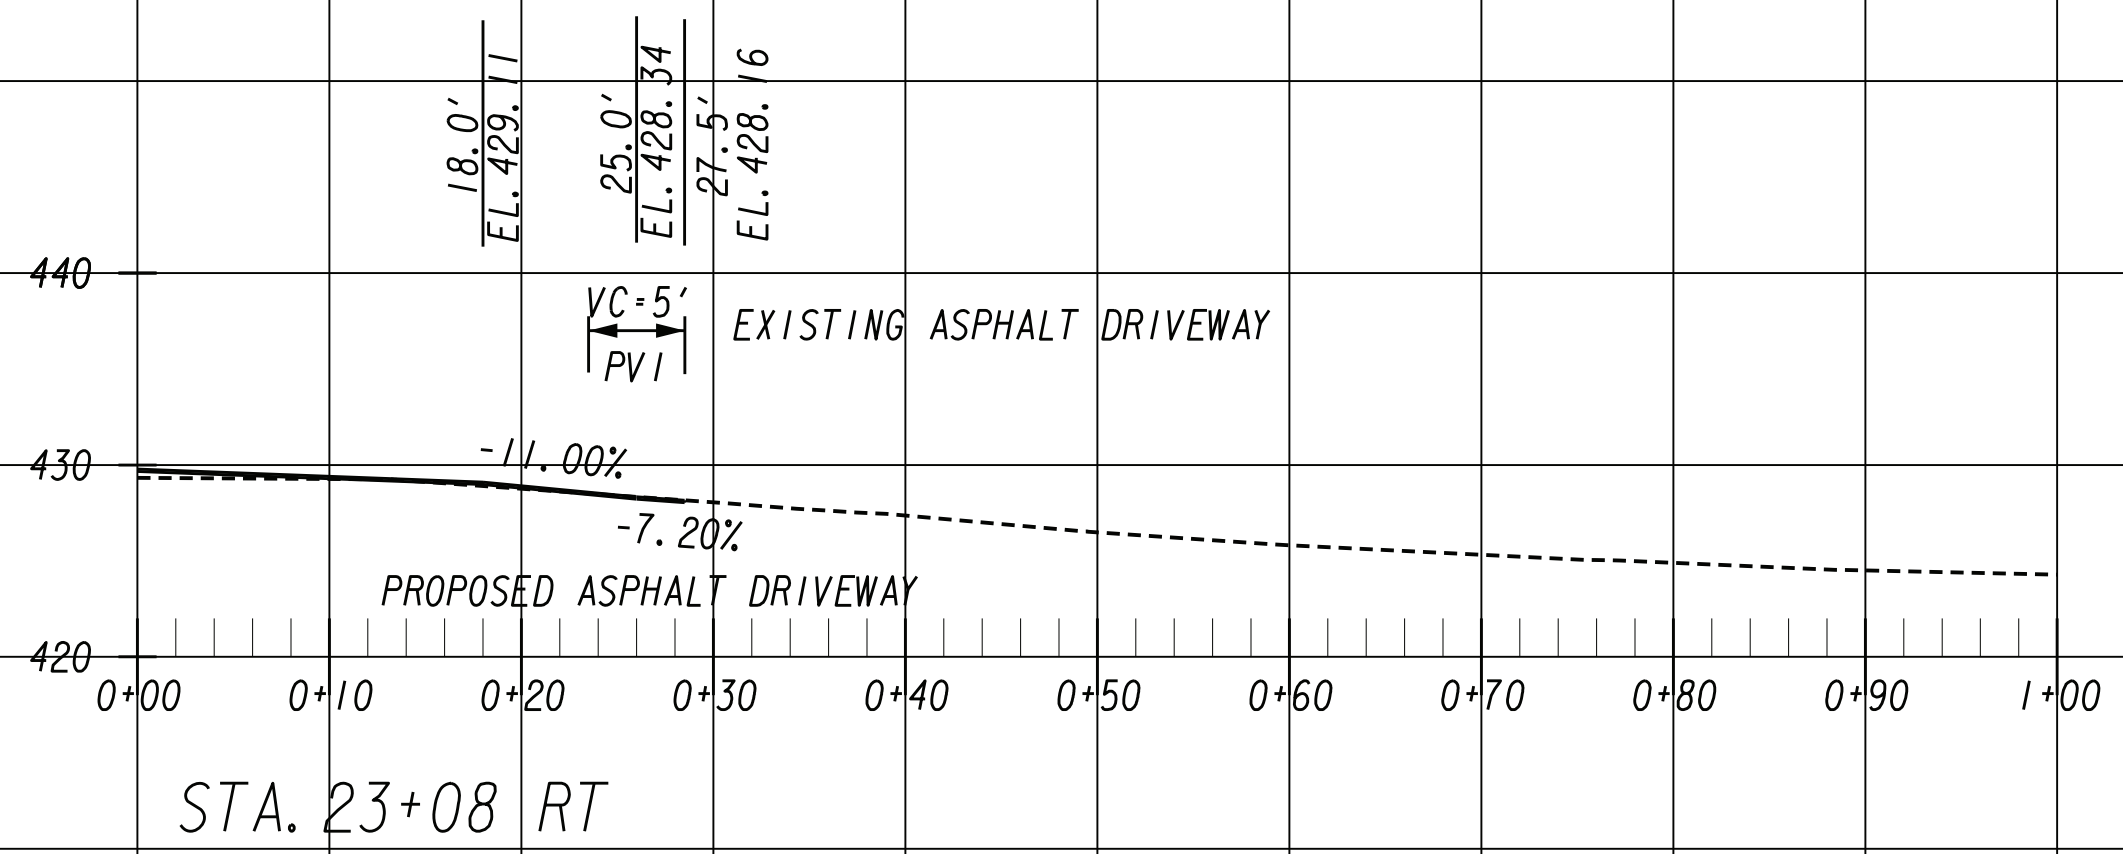 18.0'
EL. 429.11
25.0'
EL. 428.34
27.5'
EL. 428.16
440
VC=5'
PVI
EXISTING ASPHALT DRIVEWAY
430
-11.00%
-7.20%
PROPOSED ASPHALT DRIVEWAY
420
0+00 0+10 0+20 0+30 0+40 0+50 0+60 0+70 0+80 0+90 1+00
STA. 23+08 RT